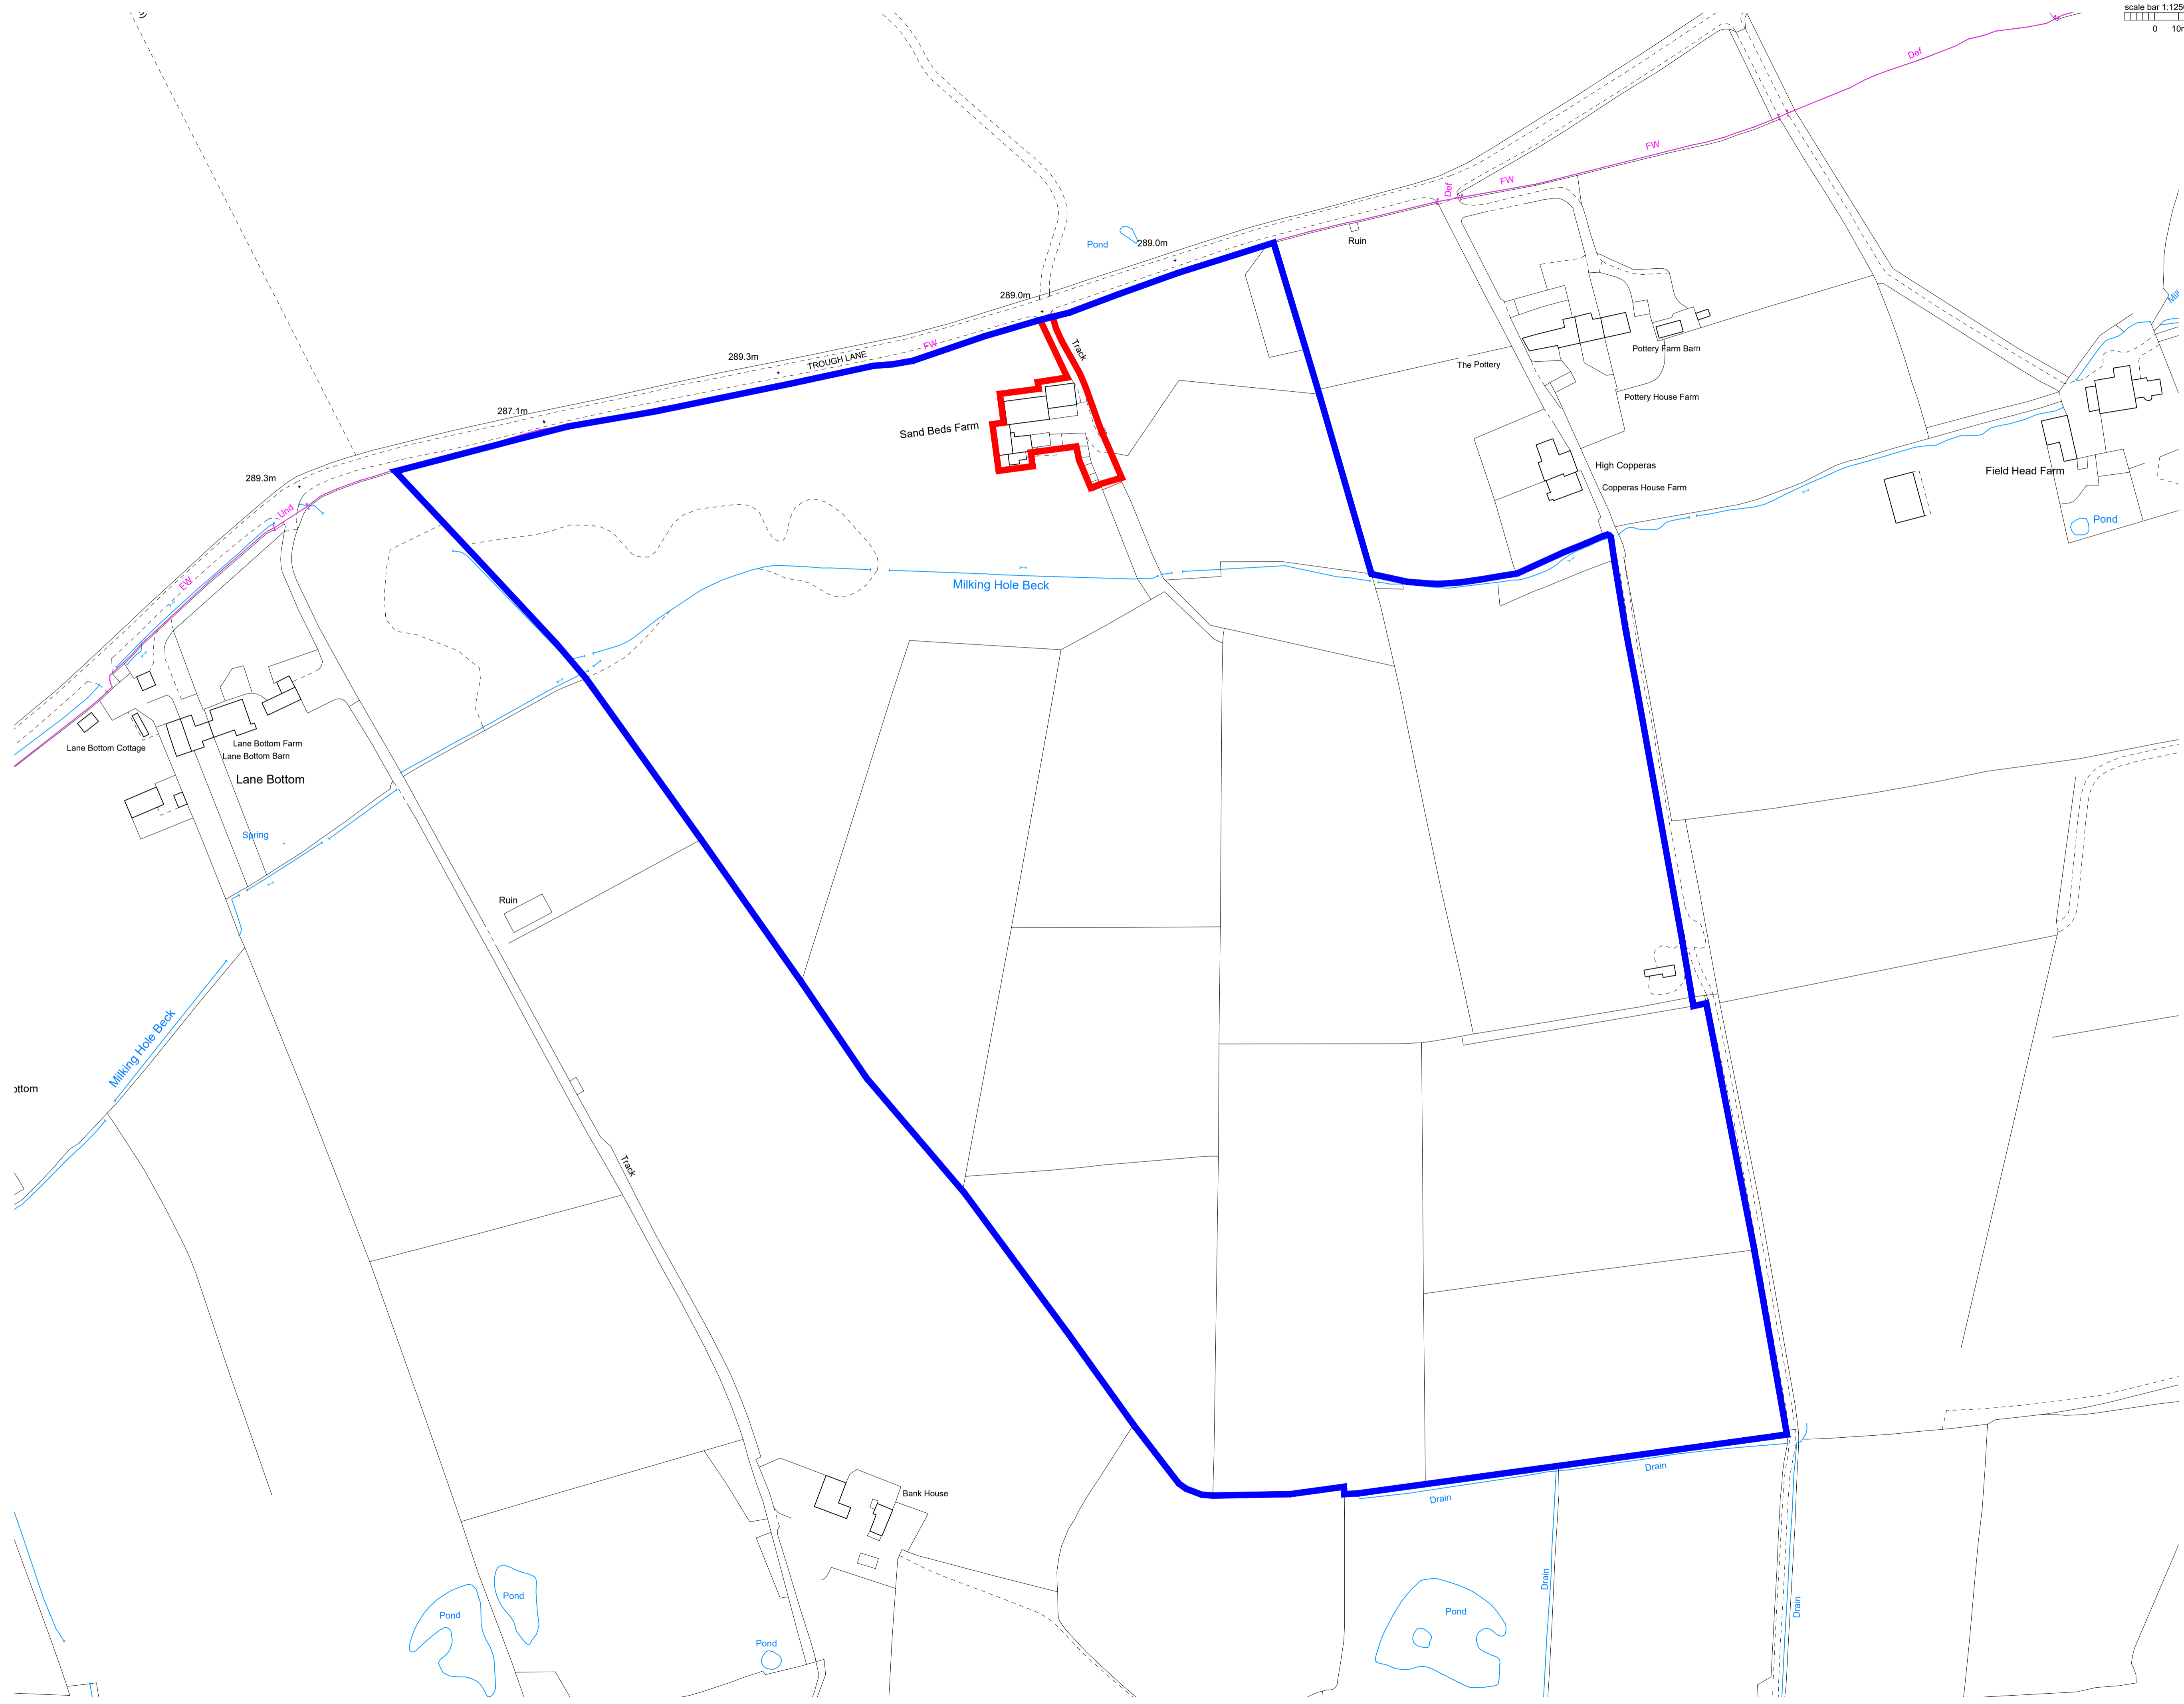 scale bar 1:125
0 10m
Def
FW
FW
Def
Pond
289.0m
Ruin
289.0m
Track
289.3m
TROUGH LANE
FW
The Pottery
Pottery Farm Barn
Pottery House Farm
287.1m
Sand Beds Farm
High Copperas
Copperas House Farm
Field Head Farm
Pond
289.3m
Und
FW
Milking Hole Beck
Lane Bottom Cottage
Lane Bottom Farm
Lane Bottom Barn
Lane Bottom
Spring
Ruin
Milking Hole Beck
ottom
Track
Bank House
Drain
Drain
Pond
Pond
Pond
Pond
Drain
Drain